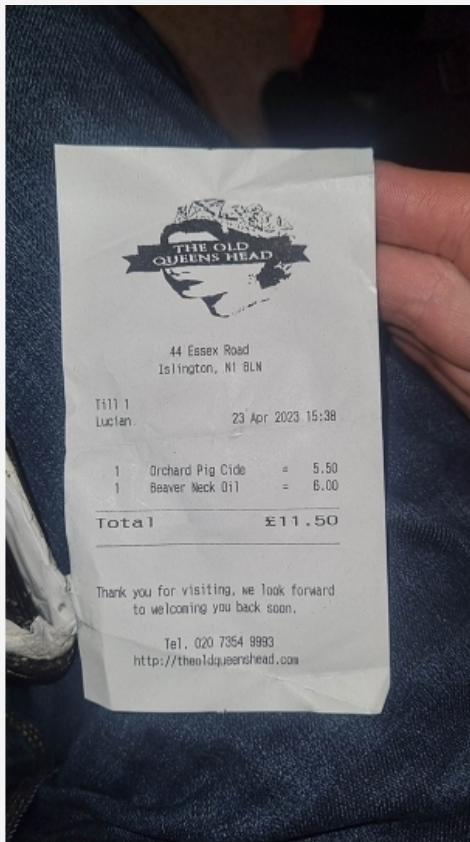 THE OLD
QUEENS HEAD
44 Essex Road
Islington, N1 8LN
Till 1
Lucian 23 Apr 2023 15:38
1 Orchard Pig Cide = 5.50
1 Beaver Neck Oil = 6.00
Total £11.50
Thank you for visiting, we look forward
to welcoming you back soon.
Tel. 020 7354 9993
http://theoldqueenshead.com